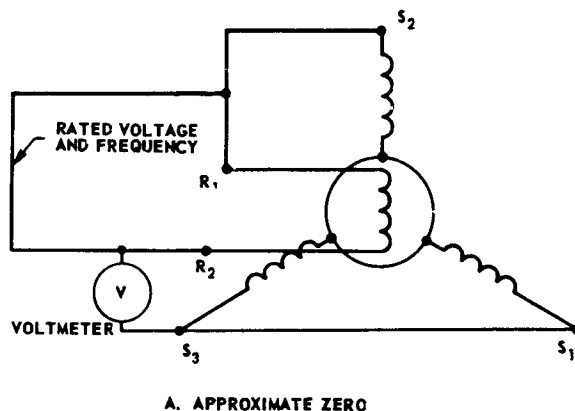 S2
RATED VOLTAGE
AND FREQUENCY
R1
R2
V
VOLTMETER
S3
S1
A. APPROXIMATE ZERO